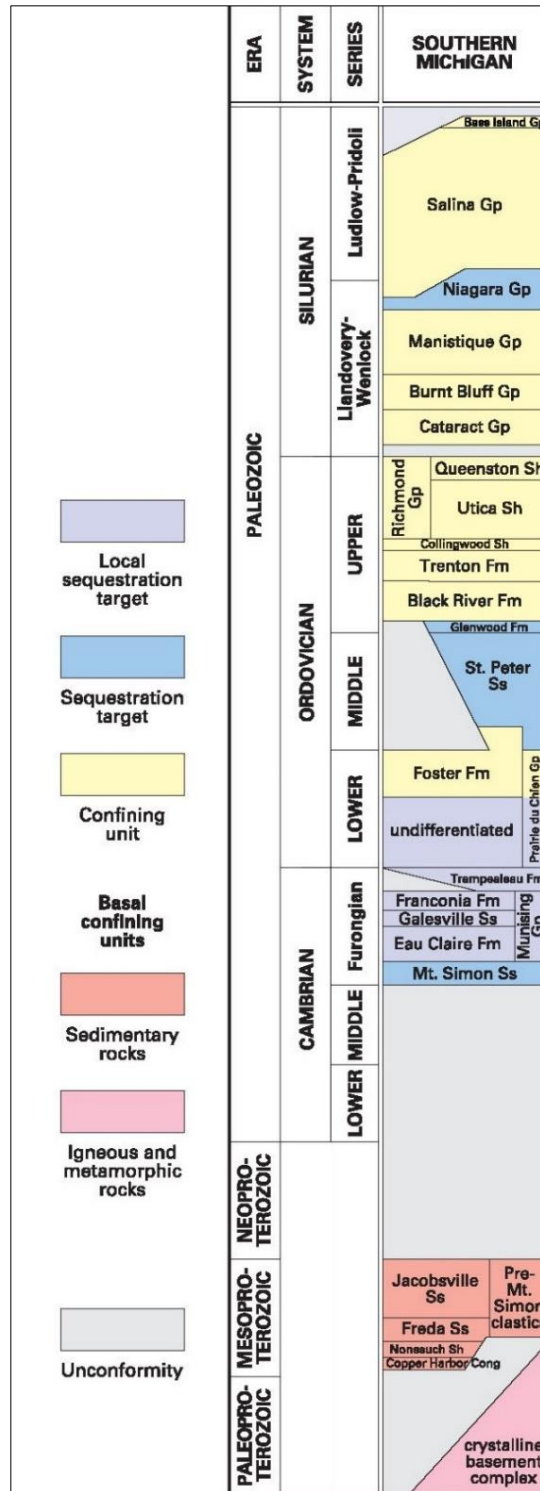 ERA
SYSTEM
SERIES
SOUTHERN
MICHIGAN
PALEOZOIC
SILURIAN
Ludlow-Pridoli
Bass Island Gp
Salina Gp
Niagara Gp
Llandovery-
Wenlock
Manistique Gp
Burnt Bluff Gp
Cataract Gp
ORDOVICIAN
UPPER
Richmond
Gp
Queenston Sh
Utica Sh
Collingwood Sh
Trenton Fm
Black River Fm
MIDDLE
Glenwood Fm
St. Peter
Ss
LOWER
Foster Fm
Prairie du Chien Gp
undifferentiated
CAMBRIAN
Furongian
Trempealeau Fm
Franconia Fm
Galesville Ss
Eau Claire Fm
Munising
Gp
Mt. Simon Ss
MIDDLE
LOWER
NEOPRO-
TEROZOIC
MESOPRO-
TEROZOIC
Jacobsville
Ss
Pre-
Mt.
Simon
clastics
Freda Ss
Nonesuch Sh
Copper Harbor Cong
PALEOPRO-
TEROZOIC
crystalline
basement
complex
Local
sequestration
target
Sequestration
target
Confining
unit
Basal
confining
units
Sedimentary
rocks
Igneous and
metamorphic
rocks
Unconformity